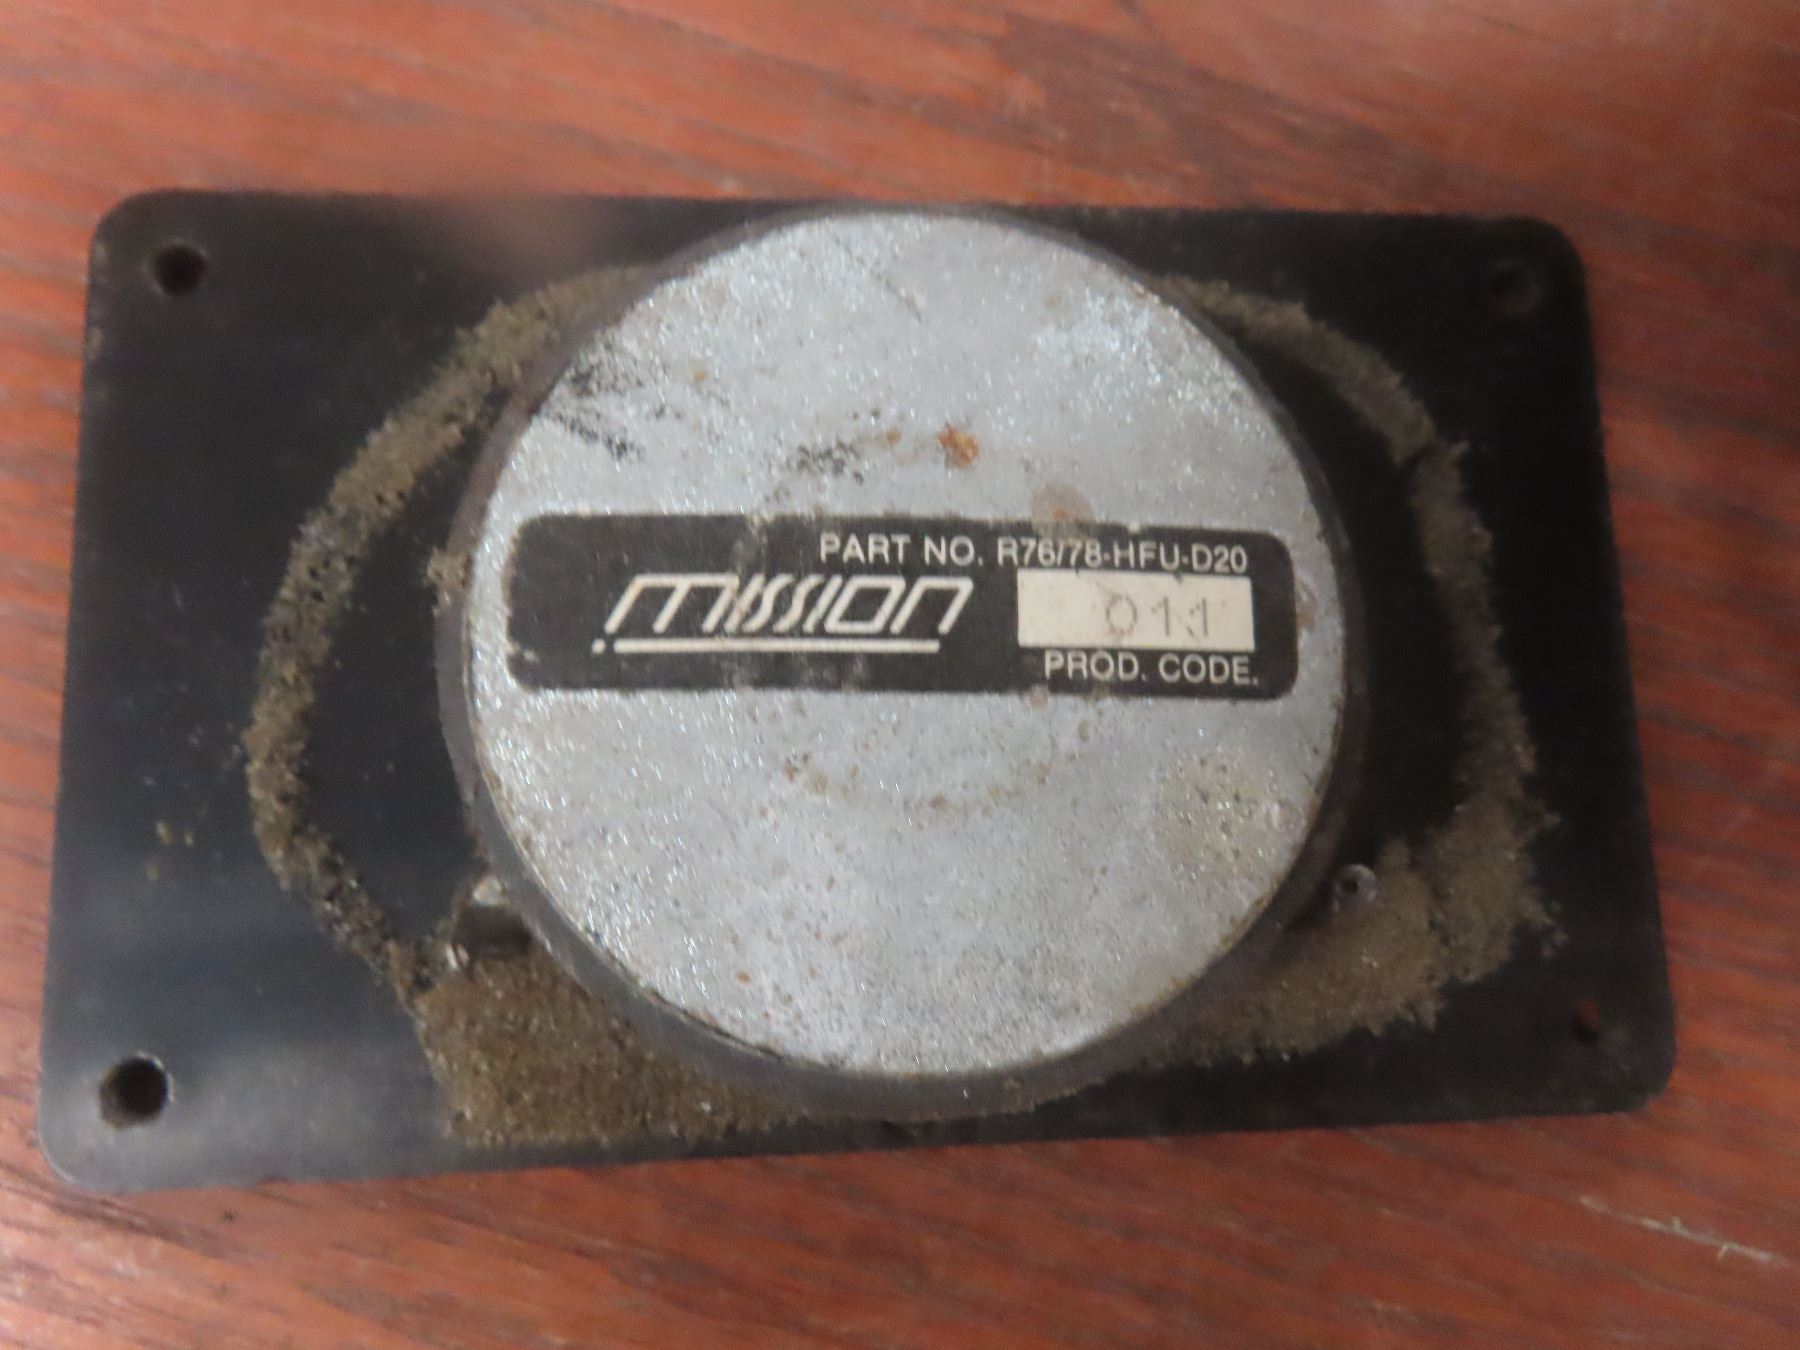 PART NO. R76/78-HFU-D20
mission
011
PROD. CODE.